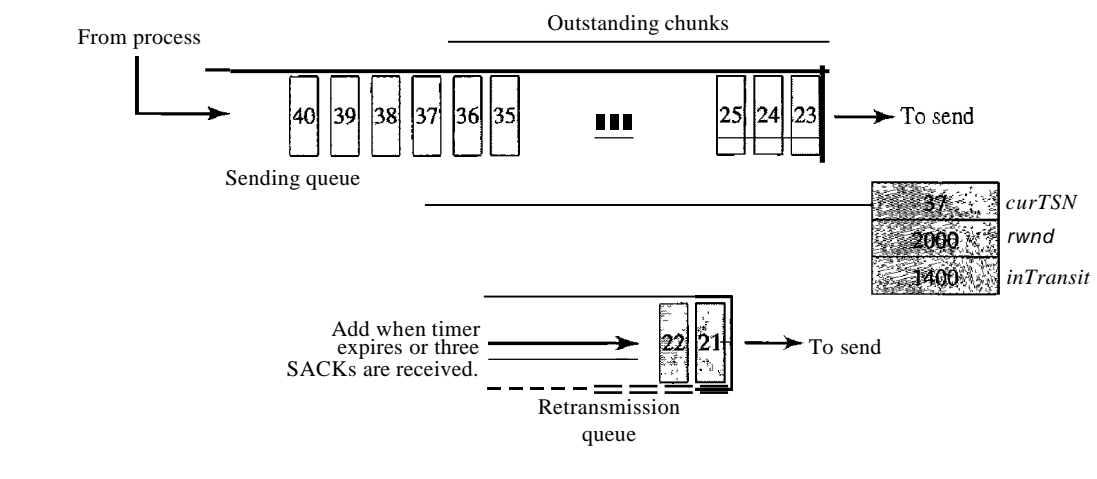 Outstanding chunks
From process
40 39 38 37 36 35 25 24 23 To send
Sending queue
37 curTSN
2000 rwnd
1400 inTransit
Add when timer
expires or three
SACKs are received.
22 21 To send
Retransmission
queue